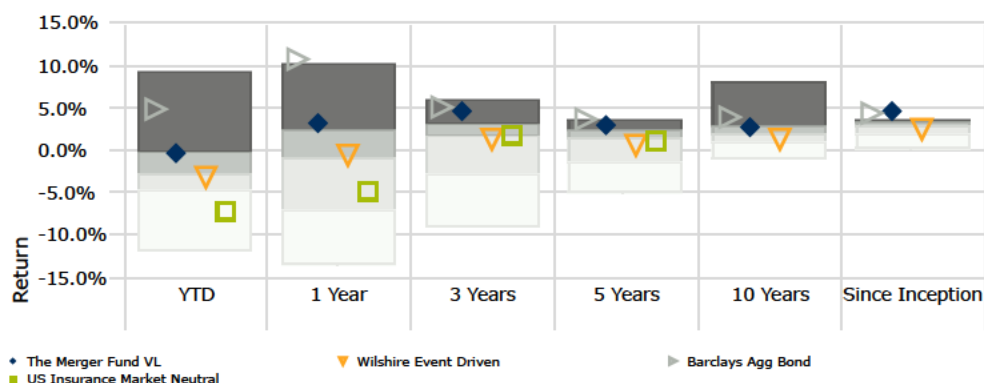 15.0%
10.0%
5.0%
0.0%
-5.0%
-10.0%
-15.0%
Return
YTD 1 Year 3 Years 5 Years 10 Years Since Inception
The Merger Fund VL Wilshire Event Driven Barclays Agg Bond
US Insurance Market Neutral